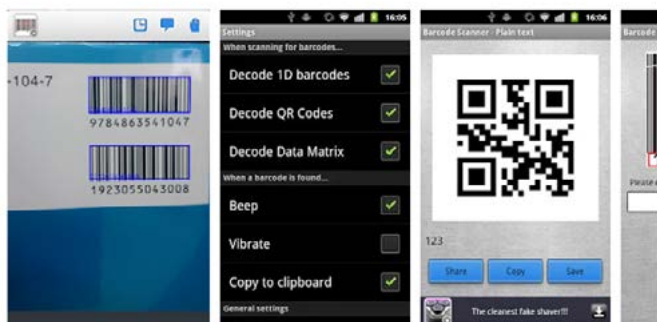 -104-7
9784863541047
1923055043008
16:05
Settings
When scanning for barcodes...
Decode 1D barcodes
Decode QR Codes
Decode Data Matrix
When a barcode is found...
Beep
Vibrate
Copy to clipboard
General settings
16:06
Barcode Scanner - Plain text
123
Share
Copy
Save
The cleanest fake shaver!!!
Barcode
Please